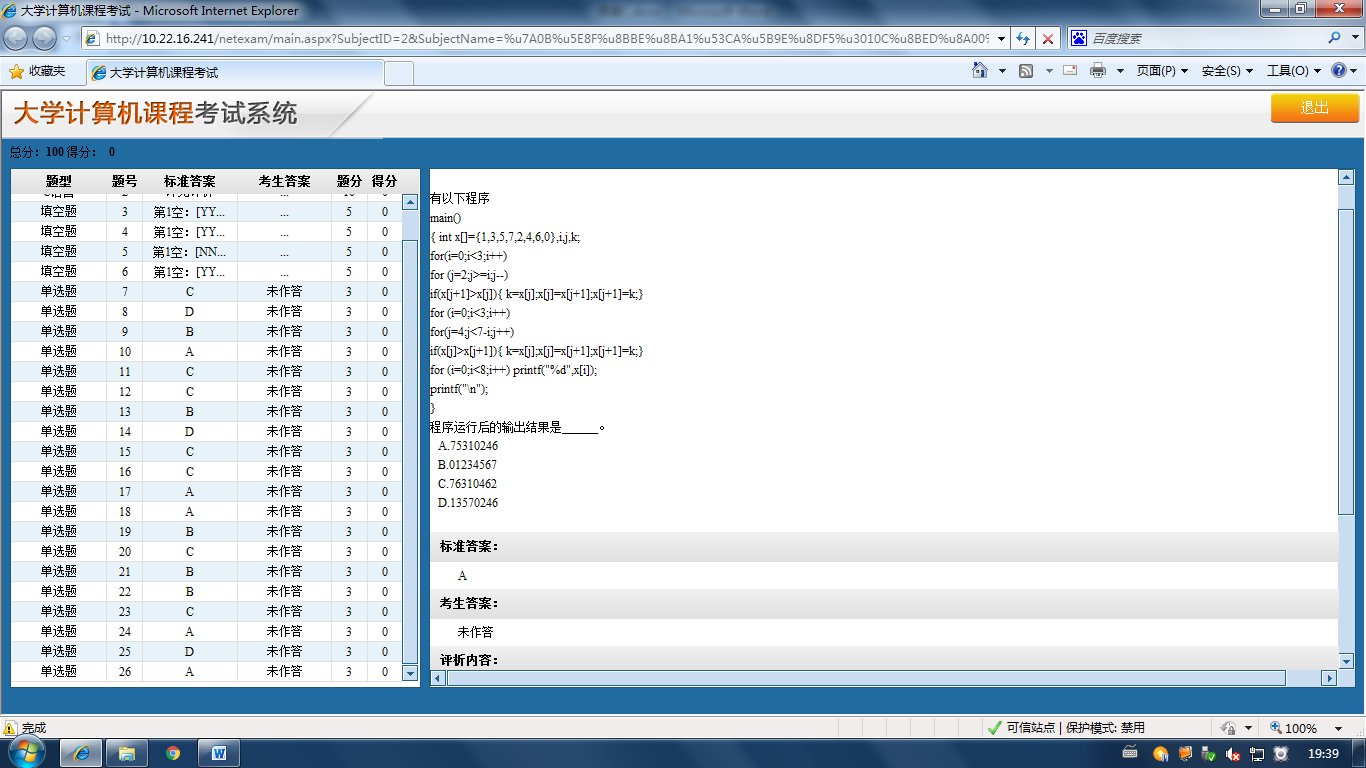 大学计算机课程考试 - Microsoft Internet Explorer
http://10.22.16.241/netexam/main.aspx?SubjectID=2&SubjectName=%u7A0B%u5E8F%u8BBE%u8BA1%u53CA%u5B9E%u8DF5%u3010C%u8BED%u8A00%
百度搜索
收藏夹 大学计算机课程考试 页面(P) 安全(S) 工具(O)
大学计算机课程考试系统 退出
总分：100 得分： 0
题型 题号 标准答案 考生答案 题分 得分
填空题 3 第1空：[YY... ... 5 0
填空题 4 第1空：[YY... ... 5 0
填空题 5 第1空：[NN... ... 5 0
填空题 6 第1空：[YY... ... 5 0
单选题 7 C 未作答 3 0
单选题 8 D 未作答 3 0
单选题 9 B 未作答 3 0
单选题 10 A 未作答 3 0
单选题 11 C 未作答 3 0
单选题 12 C 未作答 3 0
单选题 13 B 未作答 3 0
单选题 14 D 未作答 3 0
单选题 15 C 未作答 3 0
单选题 16 C 未作答 3 0
单选题 17 A 未作答 3 0
单选题 18 A 未作答 3 0
单选题 19 B 未作答 3 0
单选题 20 C 未作答 3 0
单选题 21 B 未作答 3 0
单选题 22 B 未作答 3 0
单选题 23 C 未作答 3 0
单选题 24 A 未作答 3 0
单选题 25 D 未作答 3 0
单选题 26 A 未作答 3 0
有以下程序
main()
{ int x[]={1,3,5,7,2,4,6,0},i,j,k;
for(i=0;i<3;i++)
for (j=2;j>=i;j--)
if(x[j+1]>x[j]){ k=x[j];x[j]=x[j+1];x[j+1]=k;}
for (i=0;i<3;i++)
for(j=4;j<7-i;j++)
if(x[j]>x[j+1]){ k=x[j];x[j]=x[j+1];x[j+1]=k;}
for (i=0;i<8;i++) printf("%d",x[i]);
printf("\n");
}
程序运行后的输出结果是______。
A.75310246
B.01234567
C.76310462
D.13570246
标准答案：
A
考生答案：
未作答
评析内容：
完成 可信站点 | 保护模式: 禁用 100%
19:39